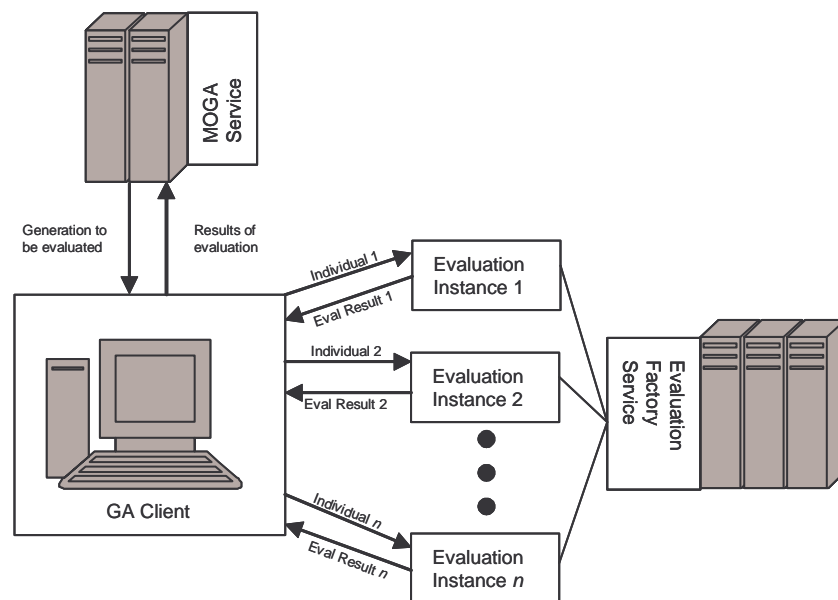 MOGA
Service
Generation to
be evaluated
Results of
evaluation
Individual 1
Eval Result 1
Evaluation
Instance 1
Individual 2
Eval Result 2
Evaluation
Instance 2
Evaluation
Factory
Service
GA Client
Individual n
Eval Result n
Evaluation
Instance n